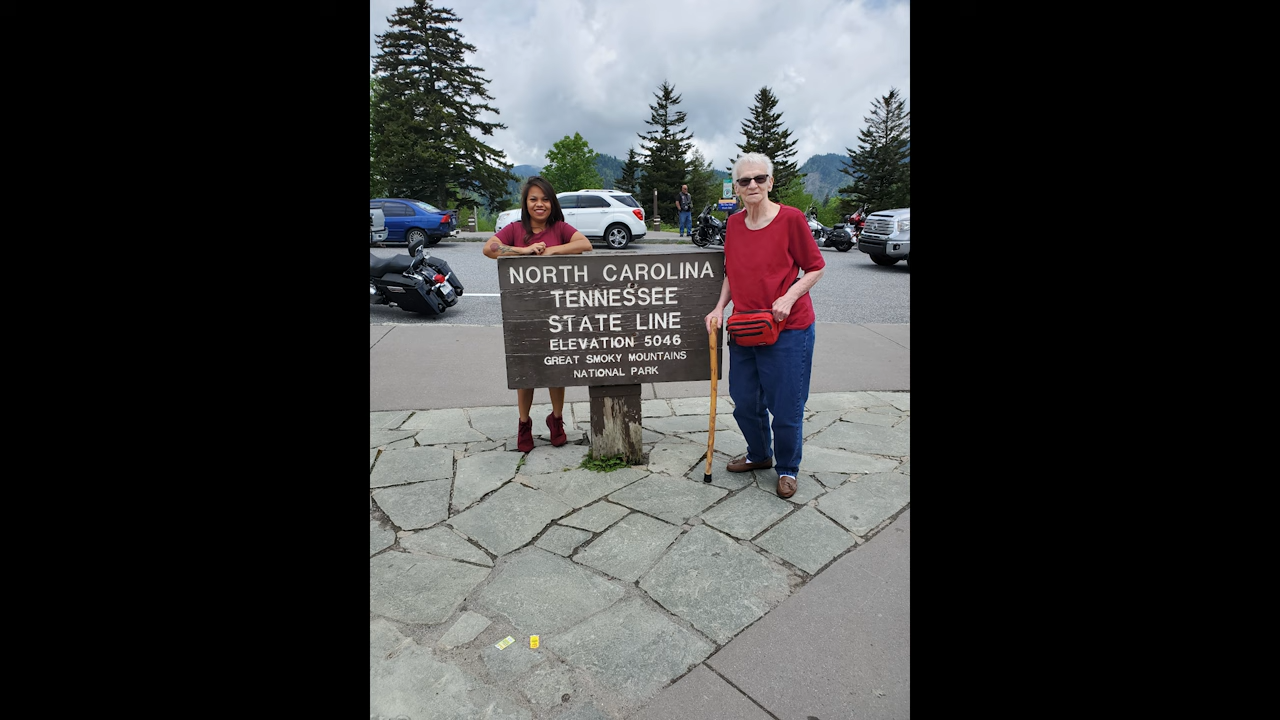 NORTH CAROLINA
TENNESSEE
STATE LINE
ELEVATION 5046
GREAT SMOKY MOUNTAINS
NATIONAL PARK